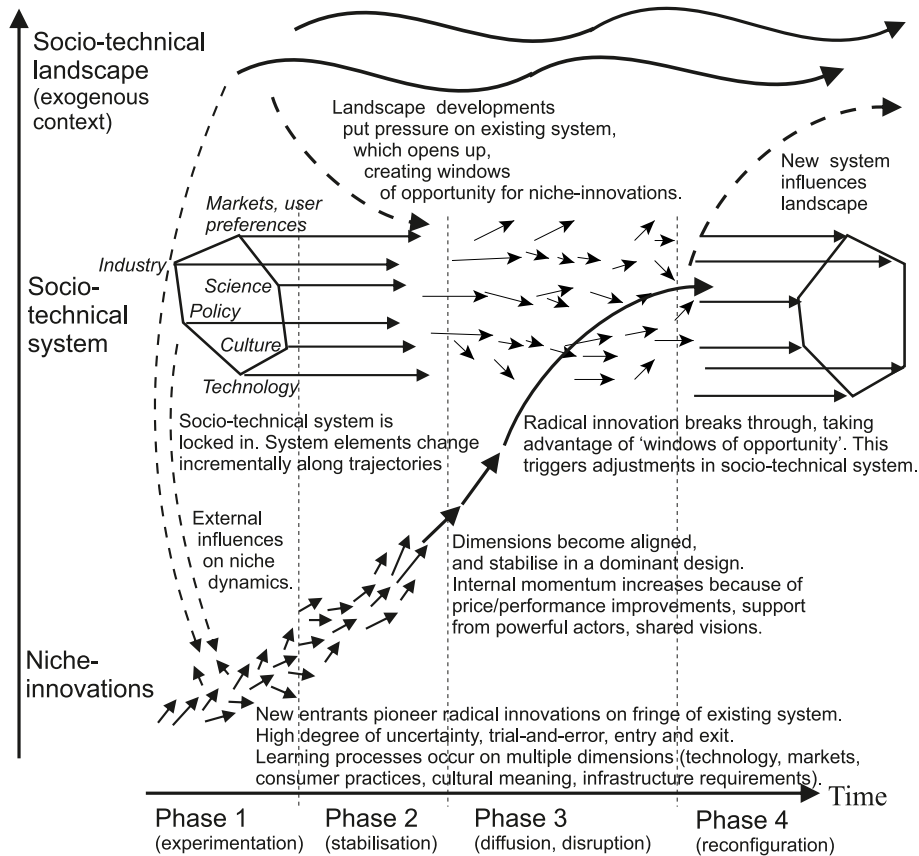 Socio-technical
landscape
(exogenous
context)
Landscape developments
put pressure on existing system,
which opens up,
creating windows
of opportunity for niche-innovations.
New system
influences
landscape
Markets, user
preferences
Industry
Science
Policy
Culture
Technology
Socio-
technical
system
Socio-technical system is
locked in. System elements change
incrementally along trajectories
Radical innovation breaks through, taking
advantage of ‘windows of opportunity’. This
triggers adjustments in socio-technical system.
External
influences
on niche
dynamics.
Dimensions become aligned,
and stabilise in a dominant design.
Internal momentum increases because of
price/performance improvements, support
from powerful actors, shared visions.
Niche-
innovations
New entrants pioneer radical innovations on fringe of existing system.
High degree of uncertainty, trial-and-error, entry and exit.
Learning processes occur on multiple dimensions (technology, markets,
consumer practices, cultural meaning, infrastructure requirements).
Time
Phase 1
(experimentation)
Phase 2
(stabilisation)
Phase 3
(diffusion, disruption)
Phase 4
(reconfiguration)